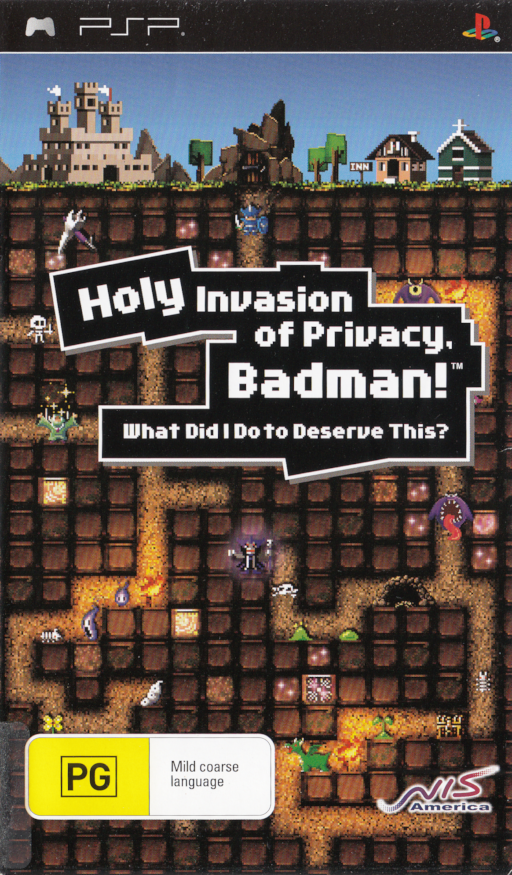 PSP
INN
Holy Invasion
of Privacy,
Badman!™
What Did I Do to Deserve This?
PG
Mild coarse
language
NIS
America